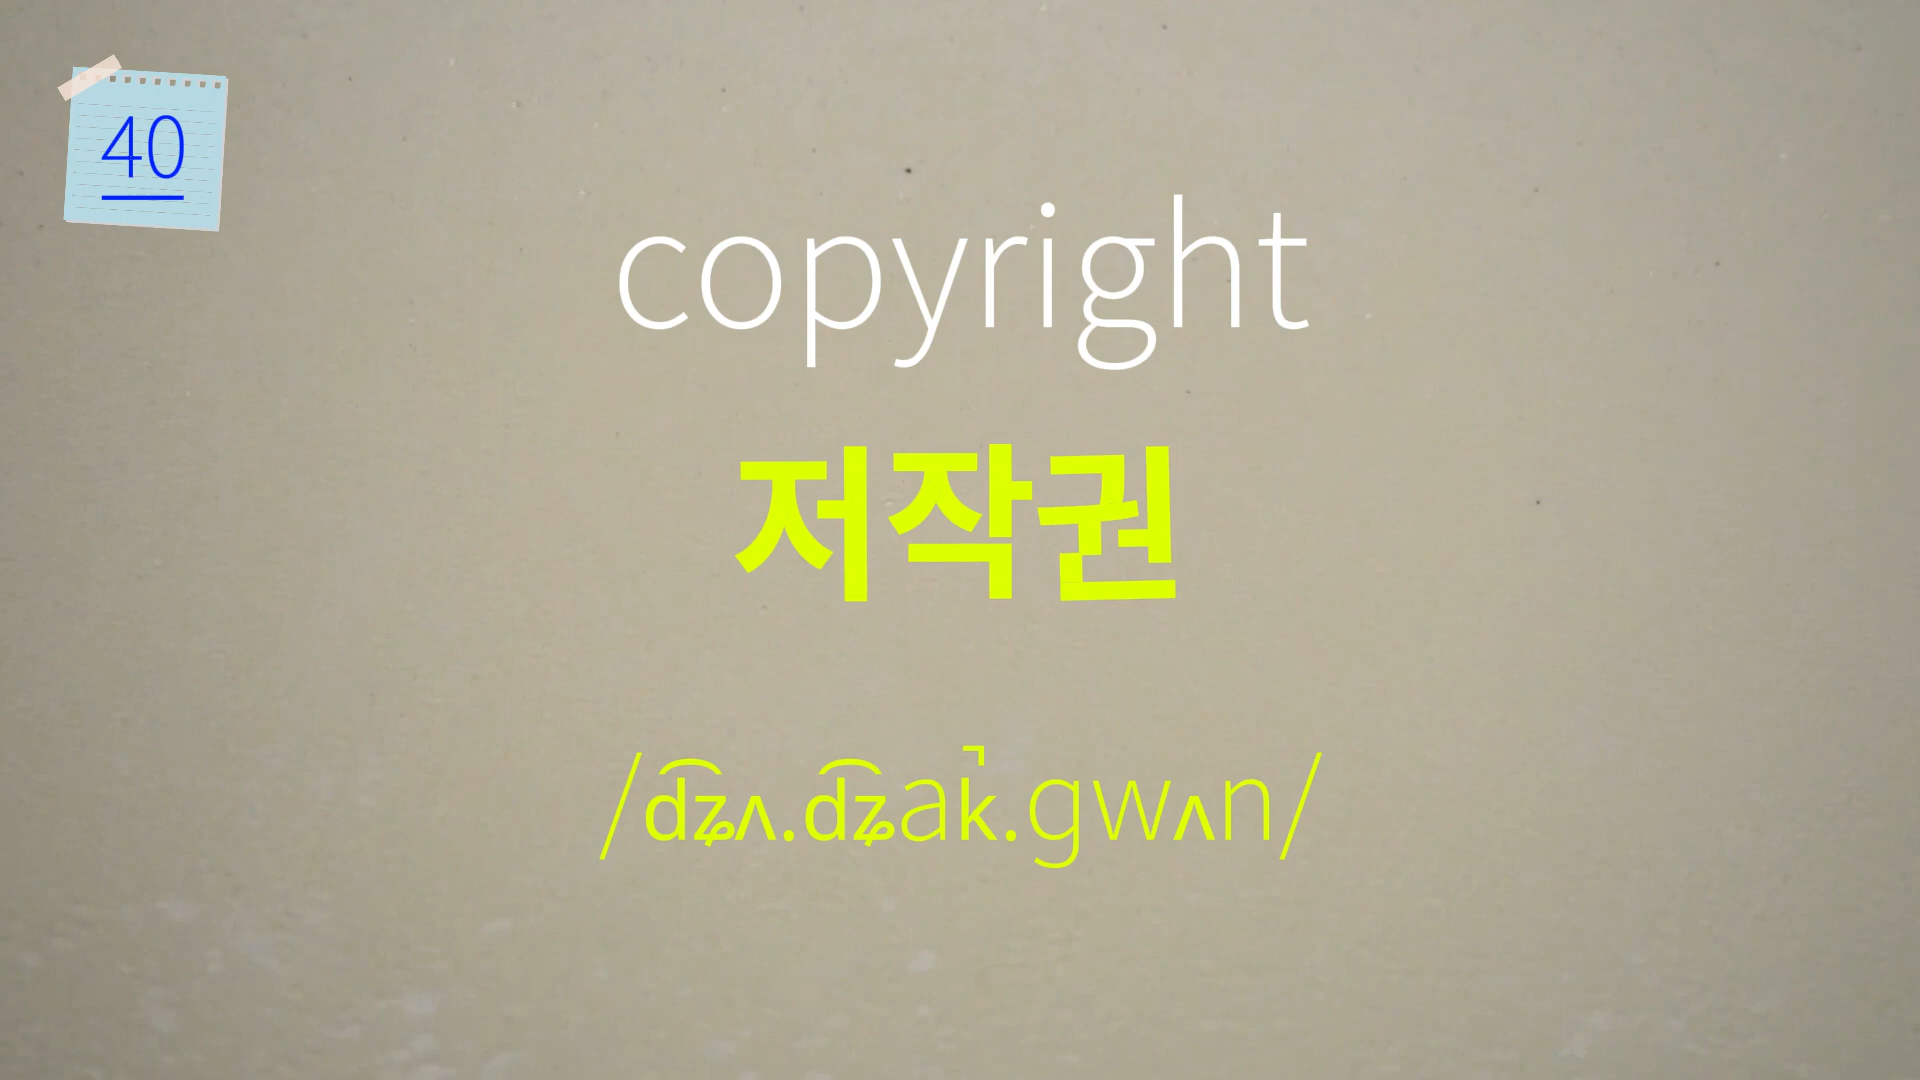 40
copyright
저작권
/d͡ʑʌ.d͡ʑak̚.gwʌn/